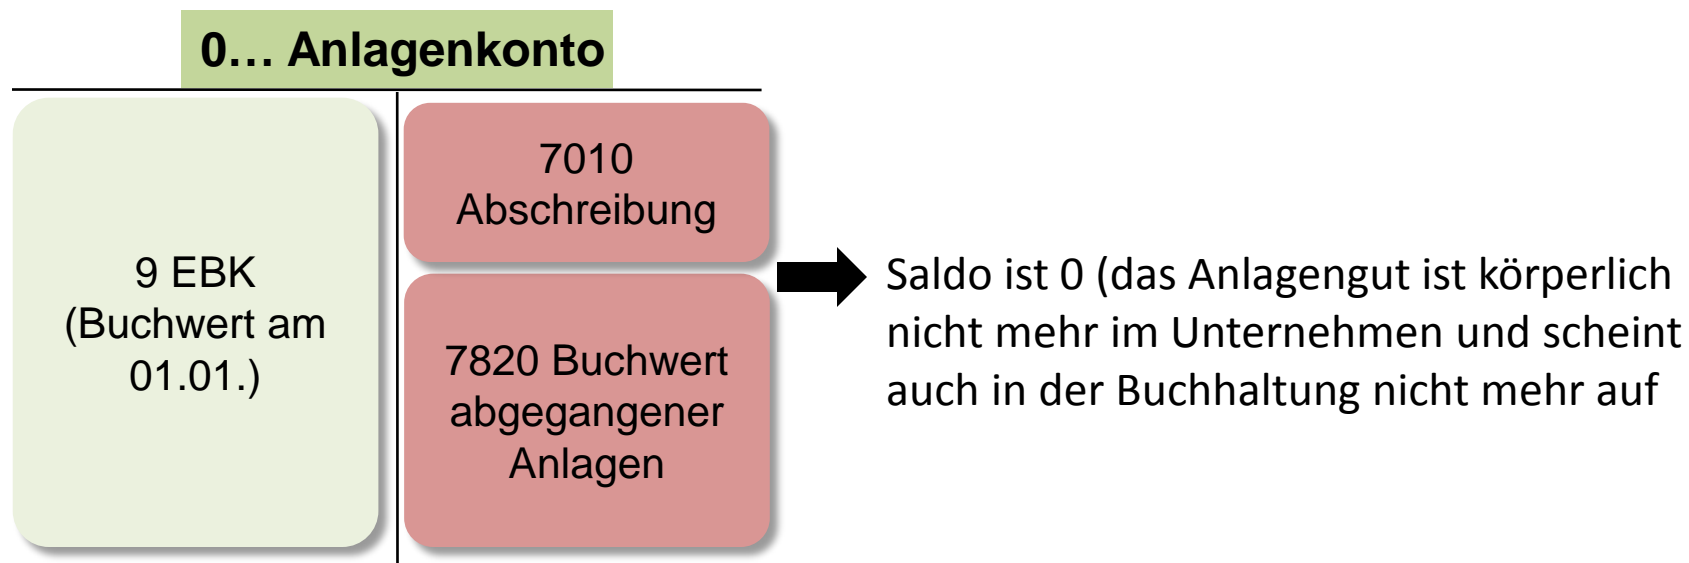 0… Anlagenkonto
9 EBK
(Buchwert am
01.01.)
7010
Abschreibung
7820 Buchwert
abgegangener
Anlagen
Saldo ist 0 (das Anlagengut ist körperlich
nicht mehr im Unternehmen und scheint
auch in der Buchhaltung nicht mehr auf